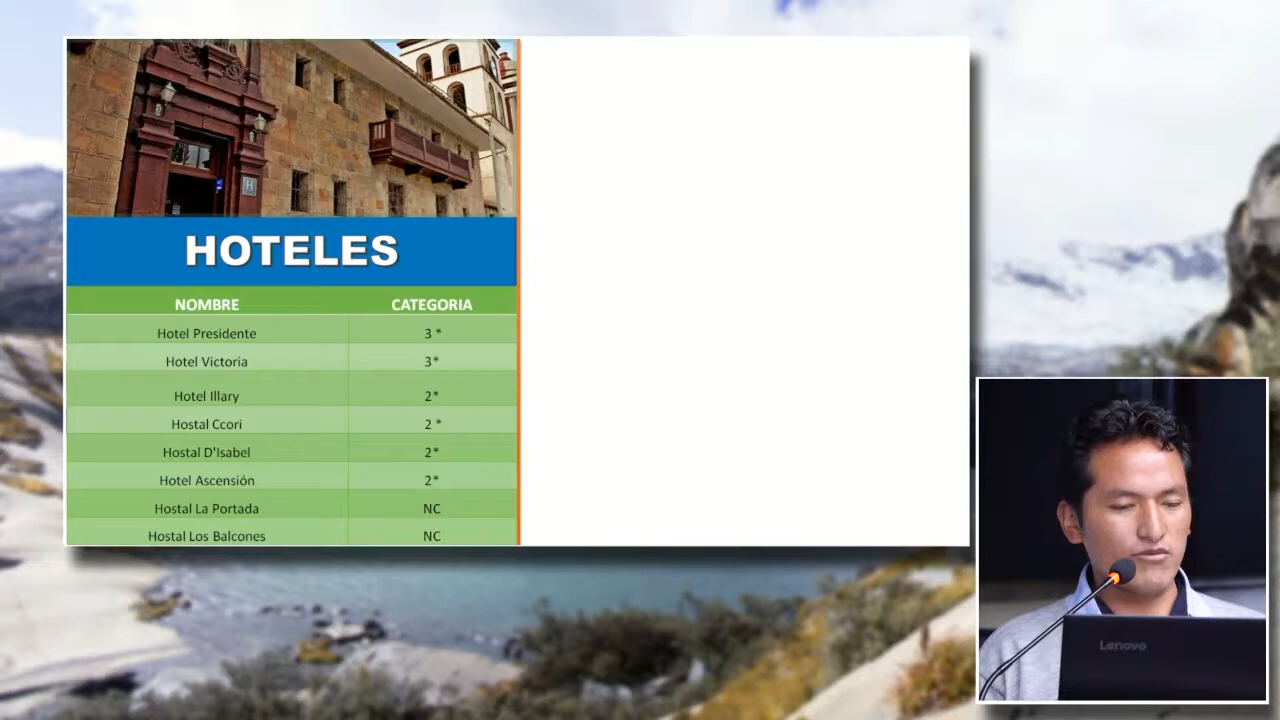 HOTELES
NOMBRE CATEGORIA
Hotel Presidente 3 *
Hotel Victoria 3*
Hotel Illary 2*
Hostal Ccori 2 *
Hostal D'Isabel 2*
Hotel Ascensión 2*
Hostal La Portada NC
Hostal Los Balcones NC
H
Lenovo